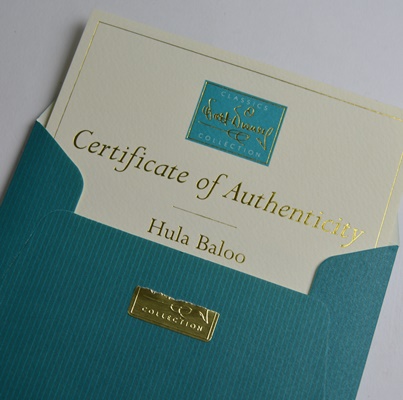 CLASSICS
Walt Disney
COLLECTION
Certificate of Authenticity
Hula Baloo
COLLECTION